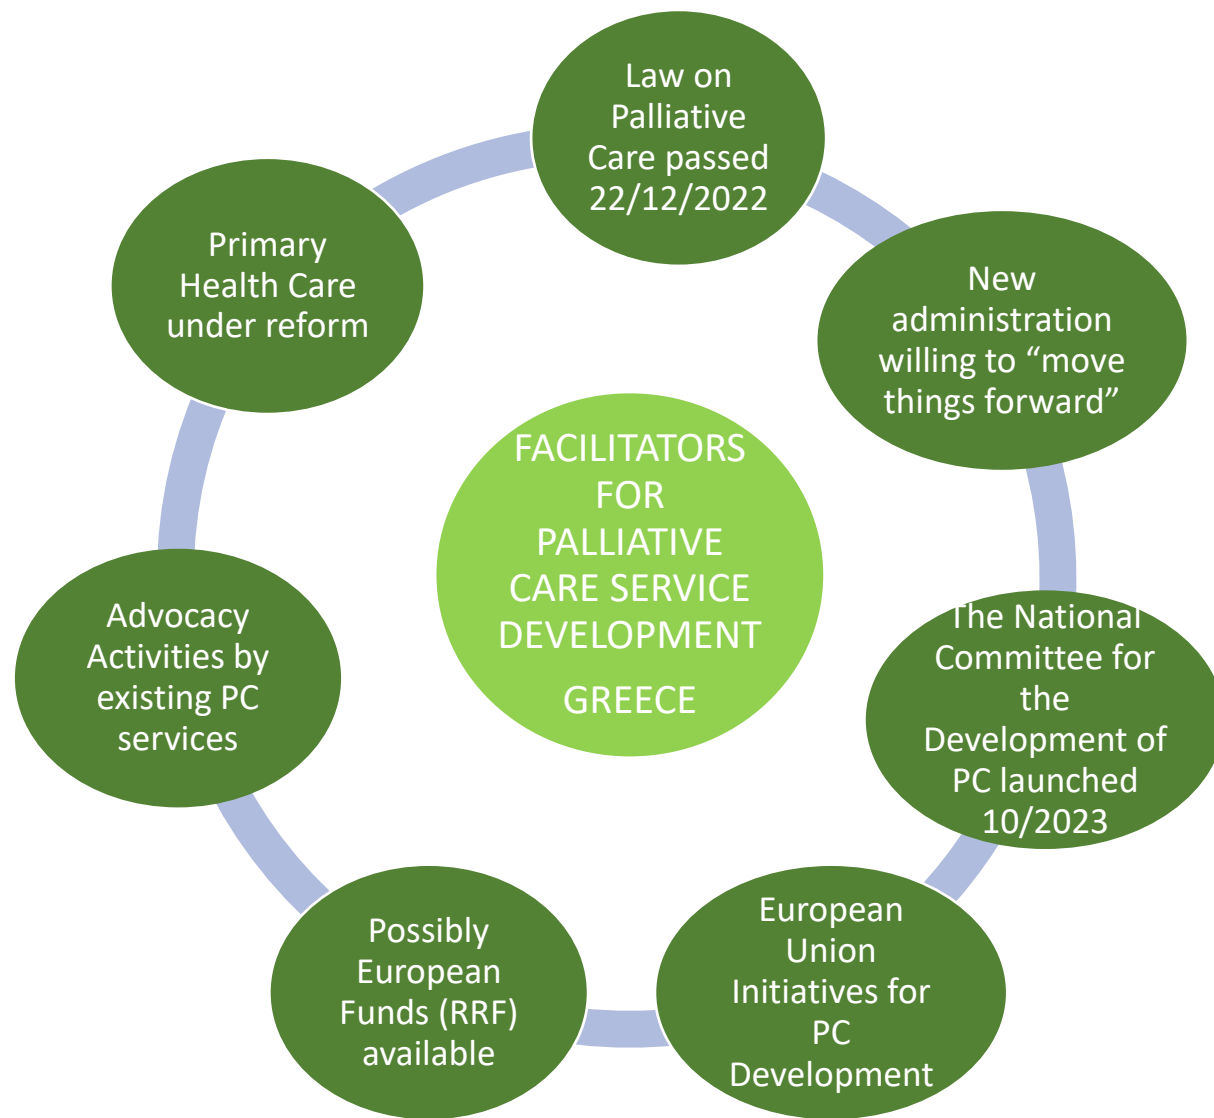 Law on
Palliative
Care passed
22/12/2022
New
administration
willing to “move
things forward”
The National
Committee for
the
Development of
PC launched
10/2023
European
Union
Initiatives for
PC
Development
Possibly
European
Funds (RRF)
available
Advocacy
Activities by
existing PC
services
Primary
Health Care
under reform
FACILITATORS
FOR
PALLIATIVE
CARE SERVICE
DEVELOPMENT
GREECE